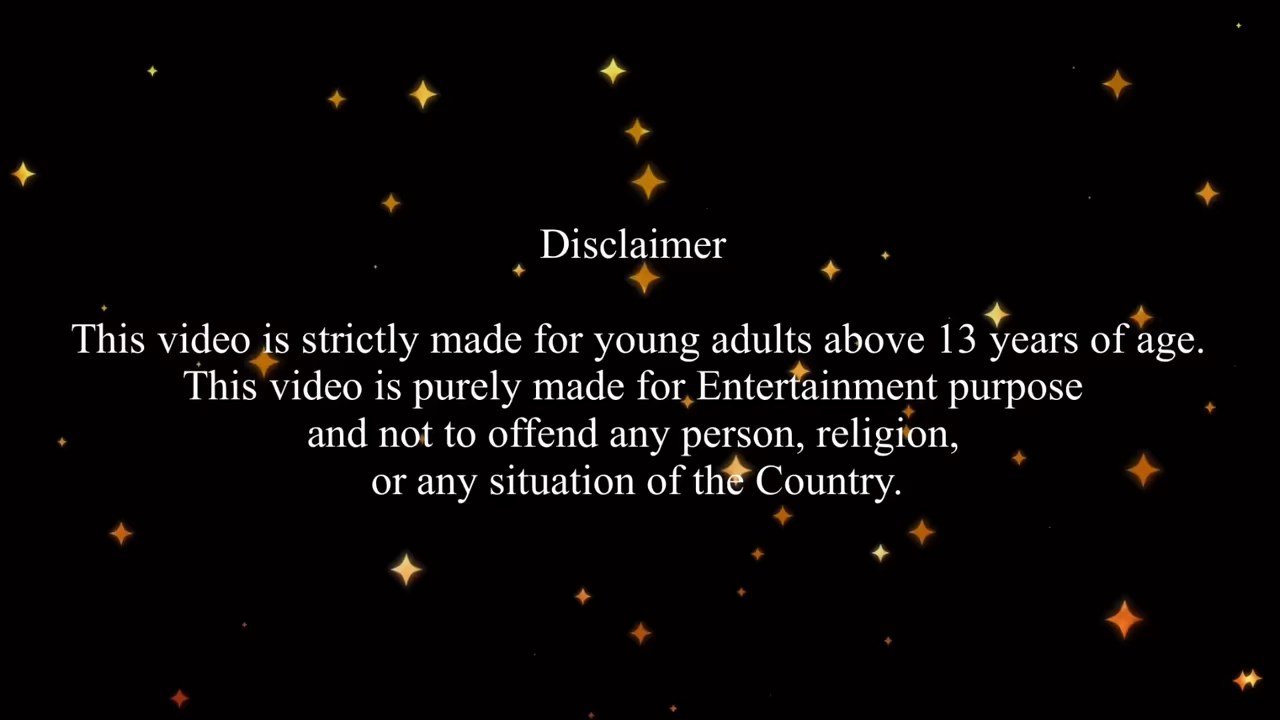 Disclaimer
This video is strictly made for young adults above 13 years of age.
This video is purely made for Entertainment purpose
and not to offend any person, religion,
or any situation of the Country.